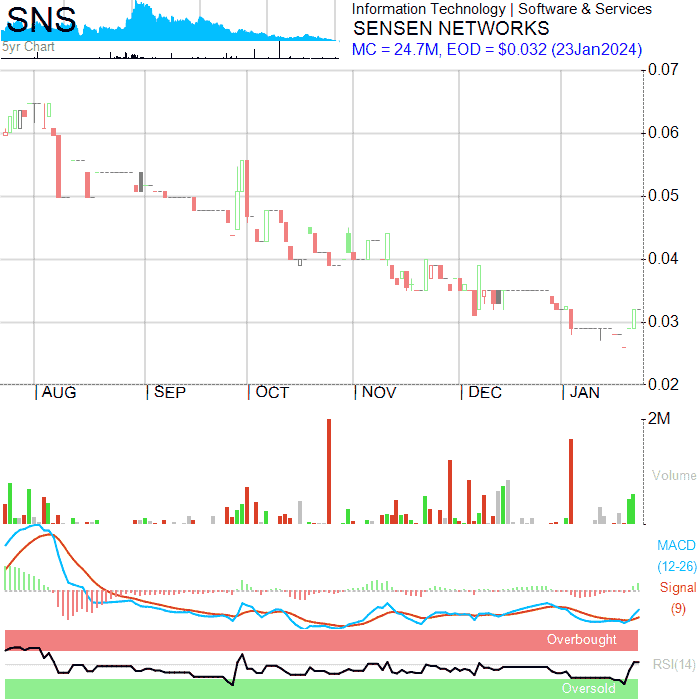 SNS
5yr Chart
Information Technology | Software & Services
SENSEN NETWORKS
MC = 24.7M, EOD = $0.032 (23Jan2024)
0.07
0.06
0.05
0.04
0.03
0.02
AUG SEP OCT NOV DEC JAN
2M
Volume
MACD
(12-26)
Signal
(9)
Overbought
RSI(14)
Oversold